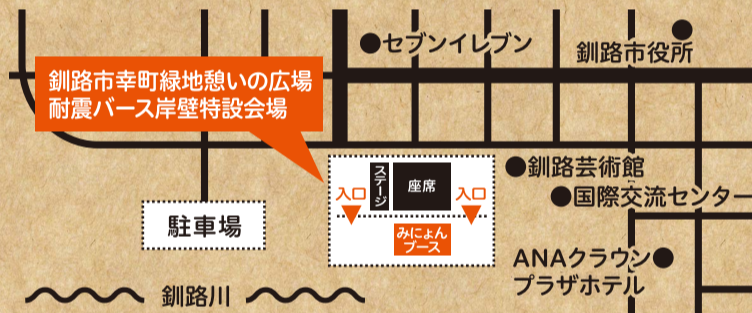 セブンイレブン
釧路市役所
釧路市幸町緑地憩いの広場
耐震バース岸壁特設会場
ステージ
座席
入口
入口
みにょん
ブース
釧路芸術館
国際交流センター
駐車場
ANAクラウン
プラザホテル
釧路川